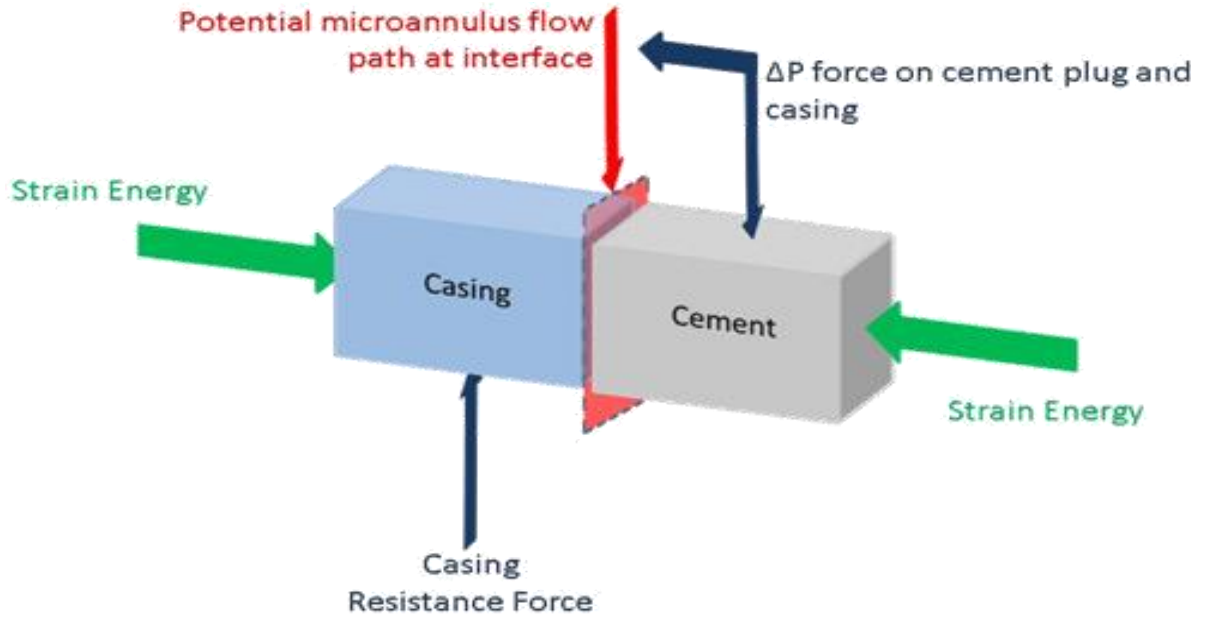 Potential microannulus flow
path at interface
ΔP force on cement plug and
casing
Strain Energy
Casing
Cement
Strain Energy
Casing
Resistance Force